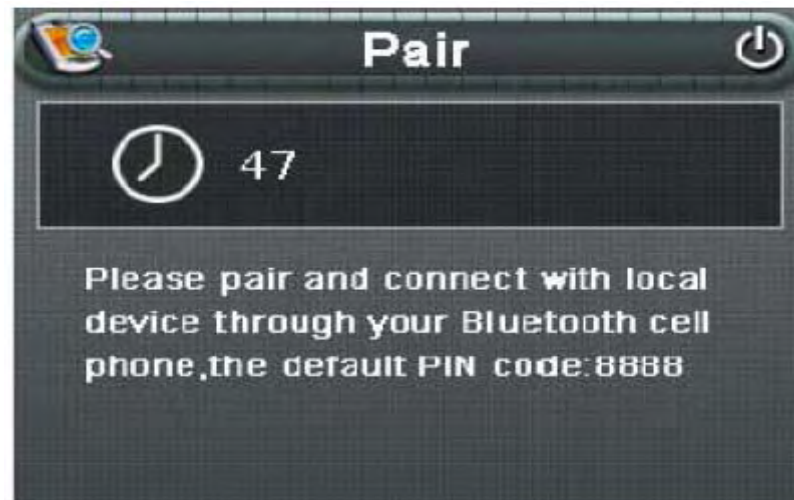 Pair
47
Please pair and connect with local
device through your Bluetooth cell
phone,the default PIN code:8888